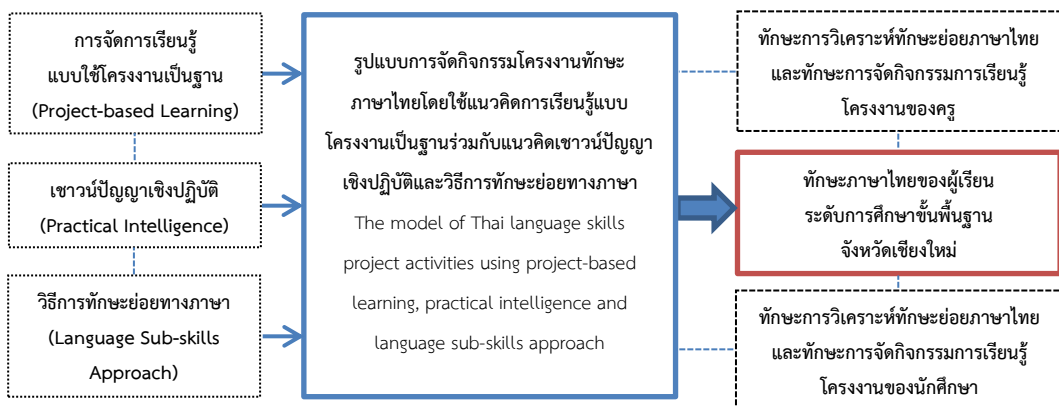 การจัดการเรียนรู้
แบบใช้โครงงานเป็นฐาน
(Project-based Learning)
เชาวน์ปัญญาเชิงปฏิบัติ
(Practical Intelligence)
วิธีการทักษะย่อยทางภาษา
(Language Sub-skills
Approach)
รูปแบบการจัดกิจกรรมโครงงานทักษะ
ภาษาไทยโดยใช้แนวคิดการเรียนรู้แบบ
โครงงานเป็นฐานร่วมกับแนวคิดเชาวน์ปัญญา
เชิงปฏิบัติและวิธีการทักษะย่อยทางภาษา
The model of Thai language skills
project activities using project-based
learning, practical intelligence and
language sub-skills approach
ทักษะการวิเคราะห์ทักษะย่อยภาษาไทย
และทักษะการจัดกิจกรรมการเรียนรู้
โครงงานของครู
ทักษะภาษาไทยของผู้เรียน
ระดับการศึกษาขั้นพื้นฐาน
จังหวัดเชียงใหม่
ทักษะการวิเคราะห์ทักษะย่อยภาษาไทย
และทักษะการจัดกิจกรรมการเรียนรู้
โครงงานของนักศึกษา